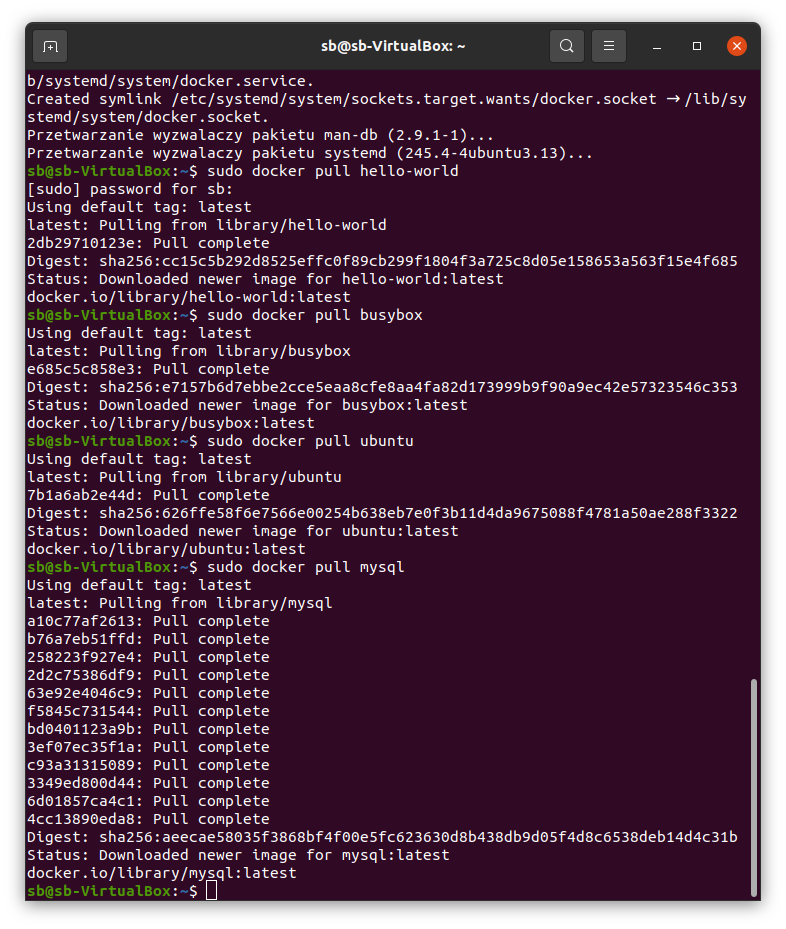 sb@sb-VirtualBox: ~
b/systemd/system/docker.service.
Created symlink /etc/systemd/system/sockets.target.wants/docker.socket → /lib/sy
stemd/system/docker.socket.
Przetwarzanie wyzwalaczy pakietu man-db (2.9.1-1)...
Przetwarzanie wyzwalaczy pakietu systemd (245.4-4ubuntu3.13)...
sb@sb-VirtualBox:~$ sudo docker pull hello-world
[sudo] password for sb:
Using default tag: latest
latest: Pulling from library/hello-world
2db29710123e: Pull complete
Digest: sha256:cc15c5b292d8525effc0f89cb299f1804f3a725c8d05e158653a563f15e4f685
Status: Downloaded newer image for hello-world:latest
docker.io/library/hello-world:latest
sb@sb-VirtualBox:~$ sudo docker pull busybox
Using default tag: latest
latest: Pulling from library/busybox
e685c5c858e3: Pull complete
Digest: sha256:e7157b6d7ebbe2cce5eaa8cfe8aa4fa82d173999b9f90a9ec42e57323546c353
Status: Downloaded newer image for busybox:latest
docker.io/library/busybox:latest
sb@sb-VirtualBox:~$ sudo docker pull ubuntu
Using default tag: latest
latest: Pulling from library/ubuntu
7b1a6ab2e44d: Pull complete
Digest: sha256:626ffe58f6e7566e00254b638eb7e0f3b11d4da9675088f4781a50ae288f3322
Status: Downloaded newer image for ubuntu:latest
docker.io/library/ubuntu:latest
sb@sb-VirtualBox:~$ sudo docker pull mysql
Using default tag: latest
latest: Pulling from library/mysql
a10c77af2613: Pull complete
b76a7eb51ffd: Pull complete
258223f927e4: Pull complete
2d2c75386df9: Pull complete
63e92e4046c9: Pull complete
f5845c731544: Pull complete
bd0401123a9b: Pull complete
3ef07ec35f1a: Pull complete
c93a31315089: Pull complete
3349ed800d44: Pull complete
6d01857ca4c1: Pull complete
4cc13890eda8: Pull complete
Digest: sha256:aeecae58035f3868bf4f00e5fc623630d8b438db9d05f4d8c6538deb14d4c31b
Status: Downloaded newer image for mysql:latest
docker.io/library/mysql:latest
sb@sb-VirtualBox:~$